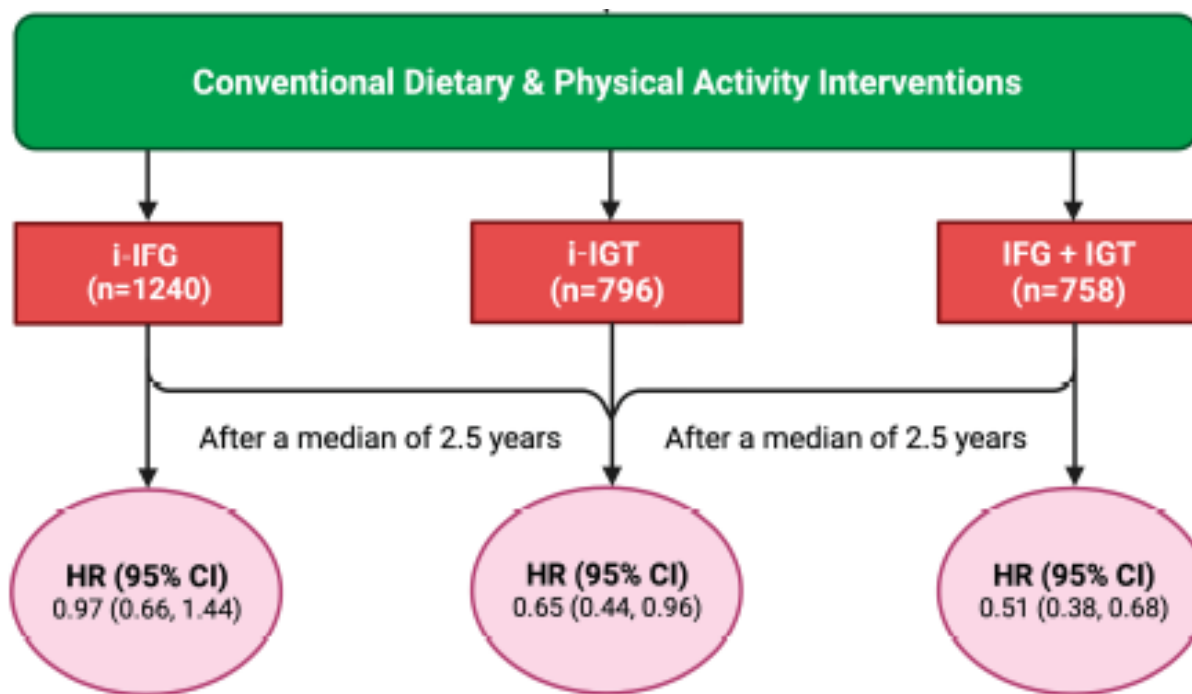 Conventional Dietary & Physical Activity Interventions
i-IFG
(n=1240)
i-IGT
(n=796)
IFG + IGT
(n=758)
After a median of 2.5 years
After a median of 2.5 years
HR (95% CI)
0.97 (0.66, 1.44)
HR (95% CI)
0.65 (0.44, 0.96)
HR (95% CI)
0.51 (0.38, 0.68)